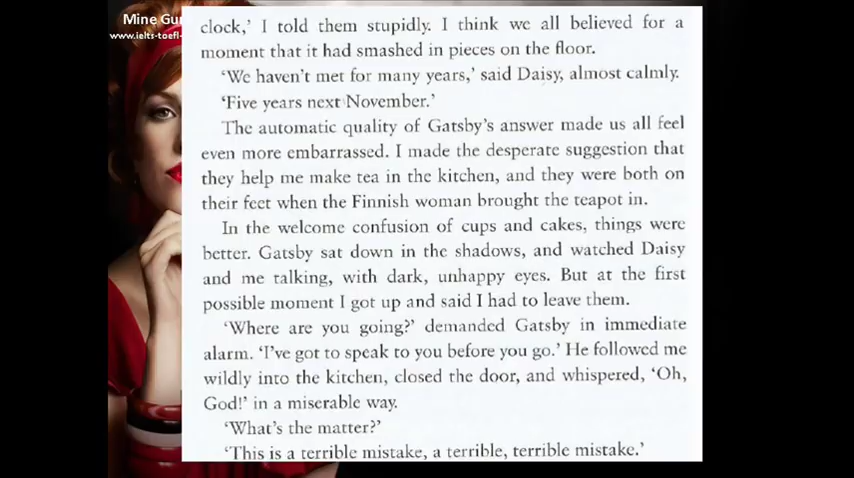 Mine Gu
www.ielts-toefl-
clock,’ I told them stupidly. I think we all believed for a
moment that it had smashed in pieces on the floor.
‘We haven’t met for many years,’ said Daisy, almost calmly.
‘Five years next November.’
The automatic quality of Gatsby’s answer made us all feel
even more embarrassed. I made the desperate suggestion that
they help me make tea in the kitchen, and they were both on
their feet when the Finnish woman brought the teapot in.
In the welcome confusion of cups and cakes, things were
better. Gatsby sat down in the shadows, and watched Daisy
and me talking, with dark, unhappy eyes. But at the first
possible moment I got up and said I had to leave them.
‘Where are you going?’ demanded Gatsby in immediate
alarm. ‘I’ve got to speak to you before you go.’ He followed me
wildly into the kitchen, closed the door, and whispered, ‘Oh,
God!’ in a miserable way.
‘What’s the matter?’
‘This is a terrible mistake, a terrible, terrible mistake.’